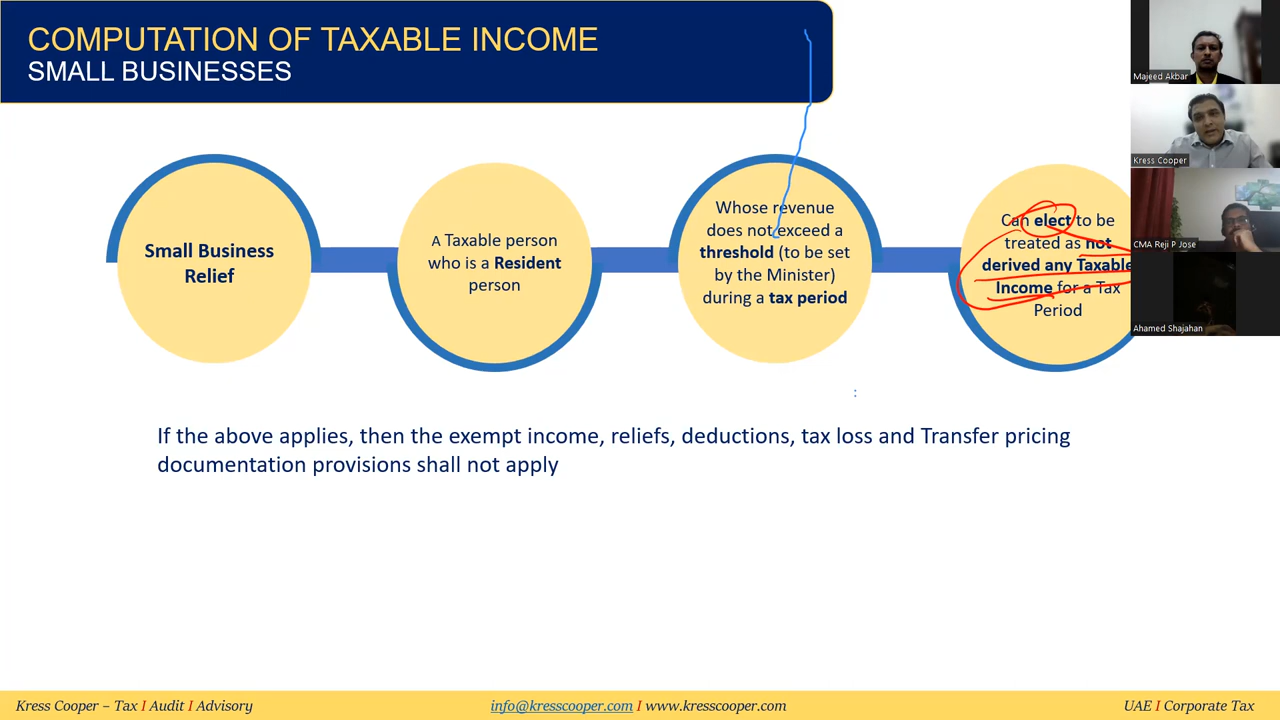 COMPUTATION OF TAXABLE INCOME
SMALL BUSINESSES
Small Business
Relief
A Taxable person
who is a Resident
person
Whose revenue
does not exceed a
threshold (to be set
by the Minister)
during a tax period
Can elect to be
treated as not
derived any Taxable
Income for a Tax
Period
If the above applies, then the exempt income, reliefs, deductions, tax loss and Transfer pricing
documentation provisions shall not apply
Majeed Akbar
Kress Cooper
CMA Reji P Jose
Ahamed Shajahan
Kress Cooper – Tax I Audit I Advisory
info@kresscooper.com I www.kresscooper.com
UAE I Corporate Tax